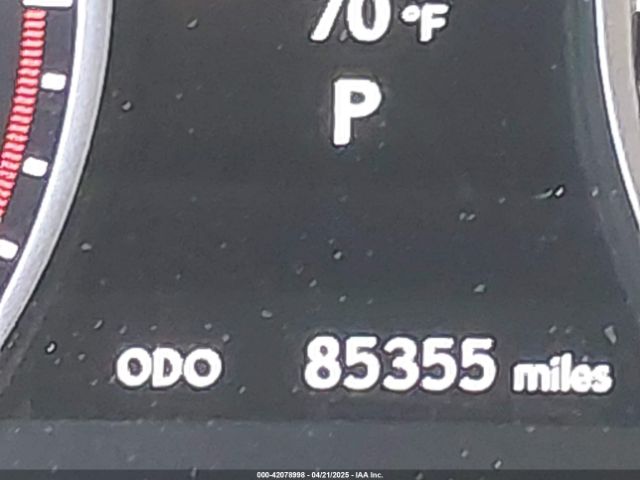 70 °F
P
ODO 85355 miles
000-42078998 - 04/21/2025 - IAA Inc.